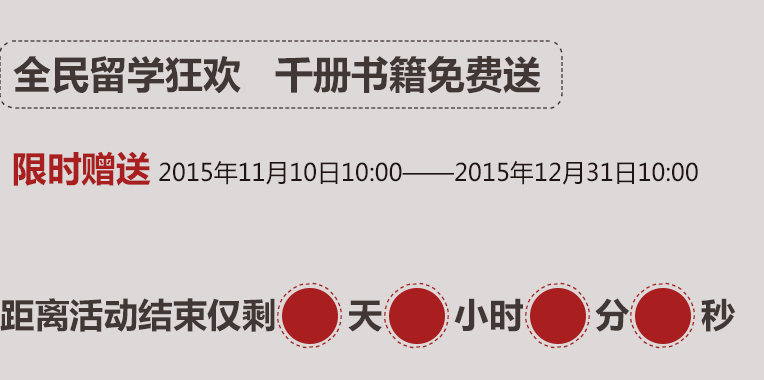 全民留学狂欢 千册书籍免费送
限时赠送 2015年11月10日10:00——2015年12月31日10:00
距离活动结束仅剩 天 小时 分 秒